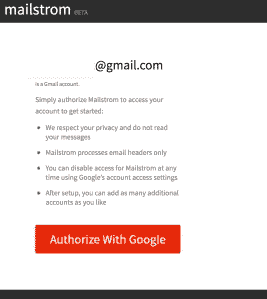 mailstrom BETA
@gmail.com
is a Gmail account.
Simply authorize Mailstrom to access your
account to get started:
• We respect your privacy and do not read
your messages
• Mailstrom processes email headers only
• You can disable access for Mailstrom at any
time using Google's account access settings
• After setup, you can add as many additional
accounts as you like
Authorize With Google